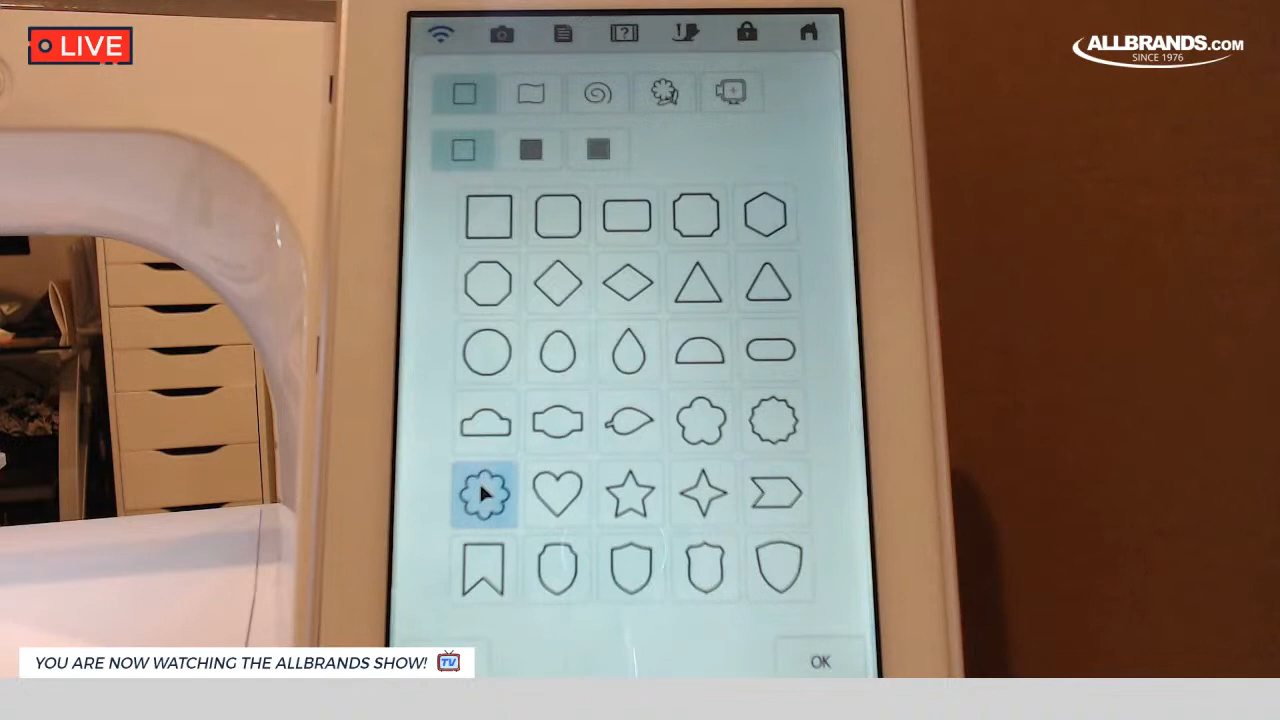 LIVE
ALLBRANDS.COM
SINCE 1976
?
OK
YOU ARE NOW WATCHING THE ALLBRANDS SHOW!
TV